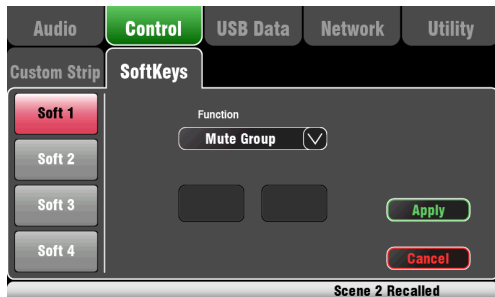 Audio Control USB Data Network Utility
Custom Strip SoftKeys
Soft 1
Function
Mute Group
Soft 2
Soft 3
Apply
Soft 4
Cancel
Scene 2 Recalled